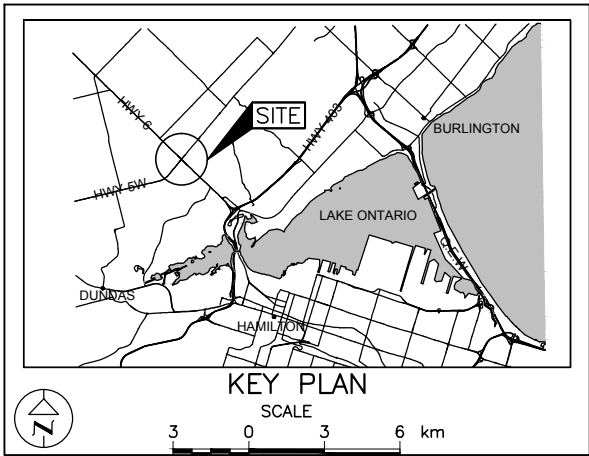 HWY 6
SITE
HWY 403
BURLINGTON
HWY 5W
LAKE ONTARIO
Q.E.W
DUNDAS
HAMILTON
KEY PLAN
SCALE
N
3 0 3 6 km